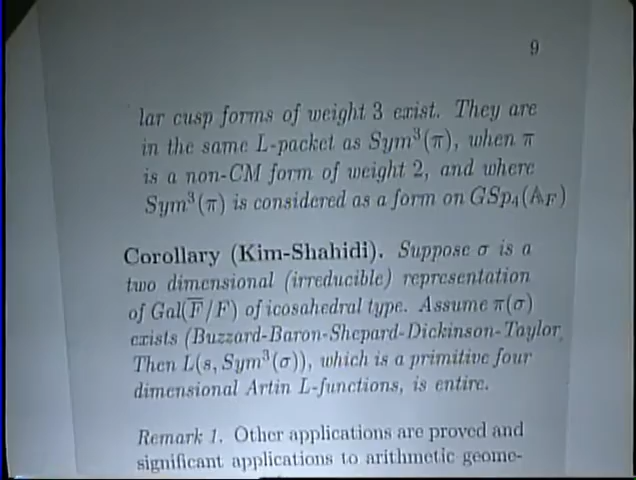 9
lar cusp forms of weight 3 exist. They are
in the same L-packet as Sym³(π), when π
is a non-CM form of weight 2, and where
Sym³(π) is considered as a form on GSp₄(𝔸_F)
Corollary (Kim-Shahidi). Suppose σ is a
two dimensional (irreducible) representation
of Gal(F̅/F) of icosahedral type. Assume π(σ)
exists (Buzzard-Baron-Shepard-Dickinson-Taylor,
Then L(s, Sym³(σ)), which is a primitive four
dimensional Artin L-functions, is entire.
Remark 1. Other applications are proved and
significant applications to arithmetic geome-